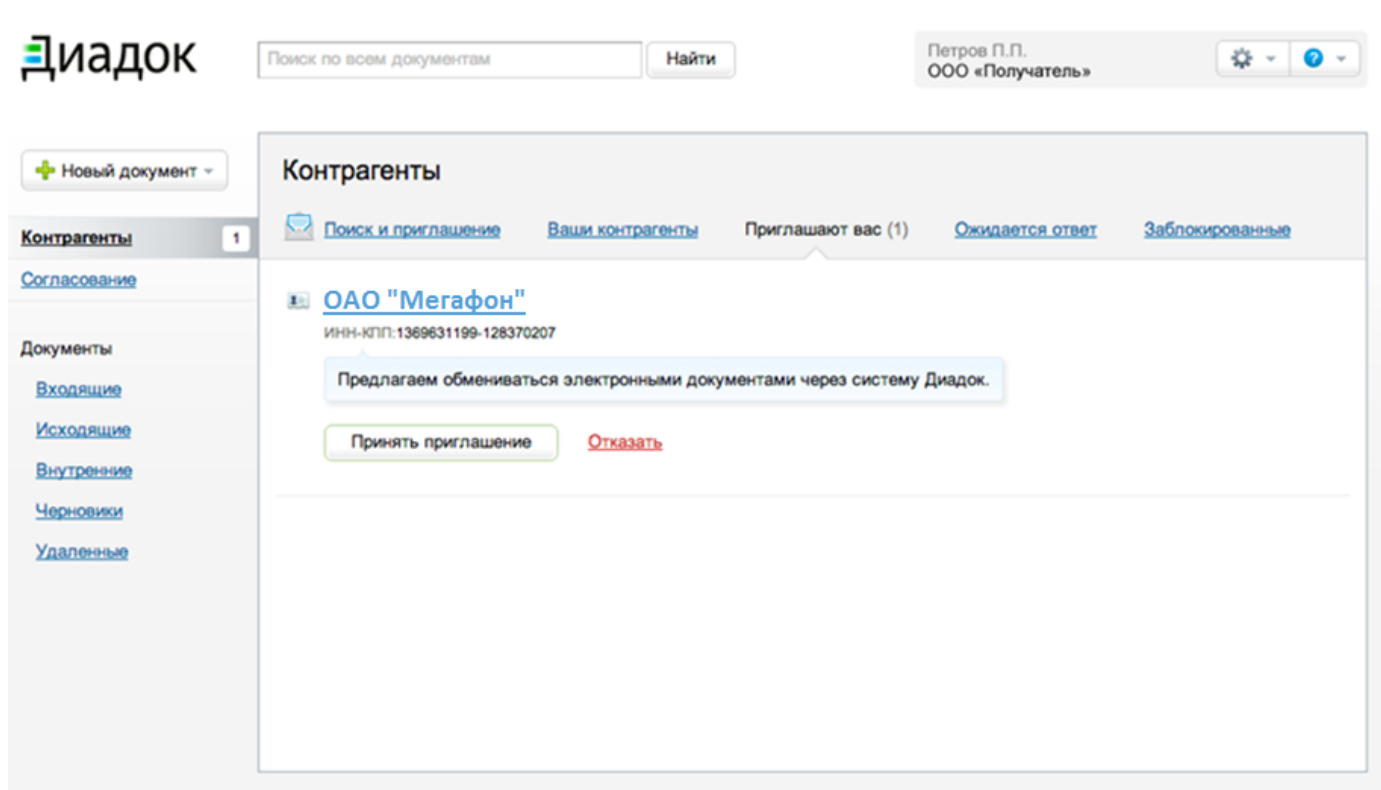 Диадок
Поиск по всем документам
Найти
Петров П.П.
ООО «Получатель»
Новый документ
Контрагенты 1
Согласование
Документы
Входящие
Исходящие
Внутренние
Черновики
Удаленные
Контрагенты
Поиск и приглашение Ваши контрагенты Приглашают вас (1) Ожидается ответ Заблокированные
ОАО "Мегафон"
ИНН-КПП:1369631199-128370207
Предлагаем обмениваться электронными документами через систему Диадок.
Принять приглашение Отказать